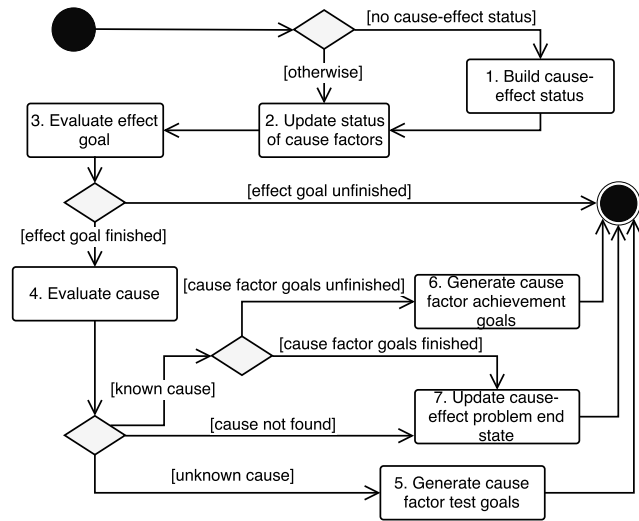 [no cause-effect status]
[otherwise]
1. Build cause-
effect status
3. Evaluate effect
goal
2. Update status
of cause factors
[effect goal unfinished]
[effect goal finished]
4. Evaluate cause
[cause factor goals unfinished]
6. Generate cause
factor achievement
goals
[cause factor goals finished]
[known cause]
7. Update cause-
effect problem end
state
[cause not found]
[unknown cause]
5. Generate cause
factor test goals